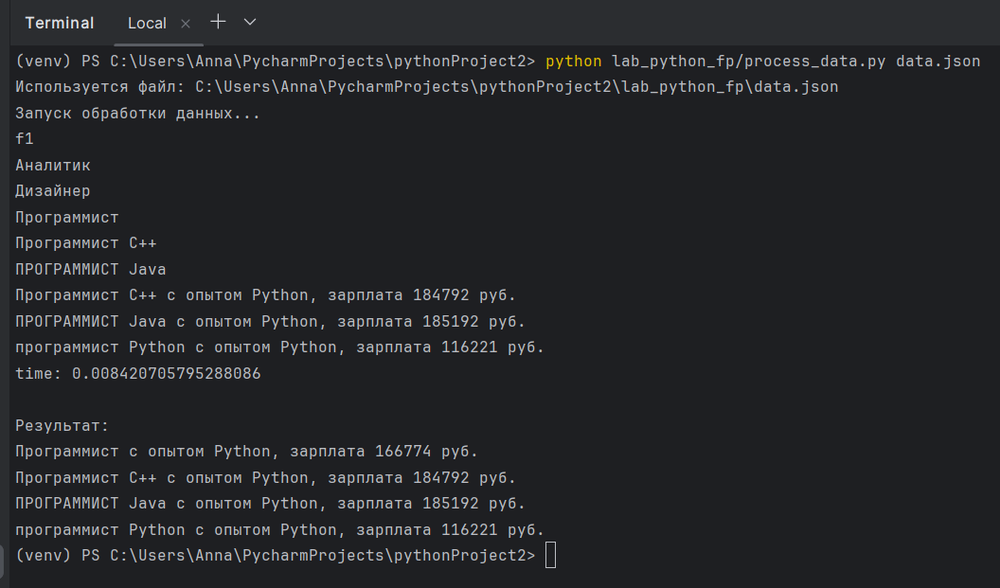 Terminal Local
(venv) PS C:\Users\Anna\PycharmProjects\pythonProject2> python lab_python_fp/process_data.py data.json
Используется файл: C:\Users\Anna\PycharmProjects\pythonProject2\lab_python_fp\data.json
Запуск обработки данных...
f1
Аналитик
Дизайнер
Программист
Программист C++
ПРОГРАММИСТ Java
Программист C++ с опытом Python, зарплата 184792 руб.
ПРОГРАММИСТ Java с опытом Python, зарплата 185192 руб.
программист Python с опытом Python, зарплата 116221 руб.
time: 0.008420705795288086
Результат:
Программист с опытом Python, зарплата 166774 руб.
Программист C++ с опытом Python, зарплата 184792 руб.
ПРОГРАММИСТ Java с опытом Python, зарплата 185192 руб.
программист Python с опытом Python, зарплата 116221 руб.
(venv) PS C:\Users\Anna\PycharmProjects\pythonProject2>